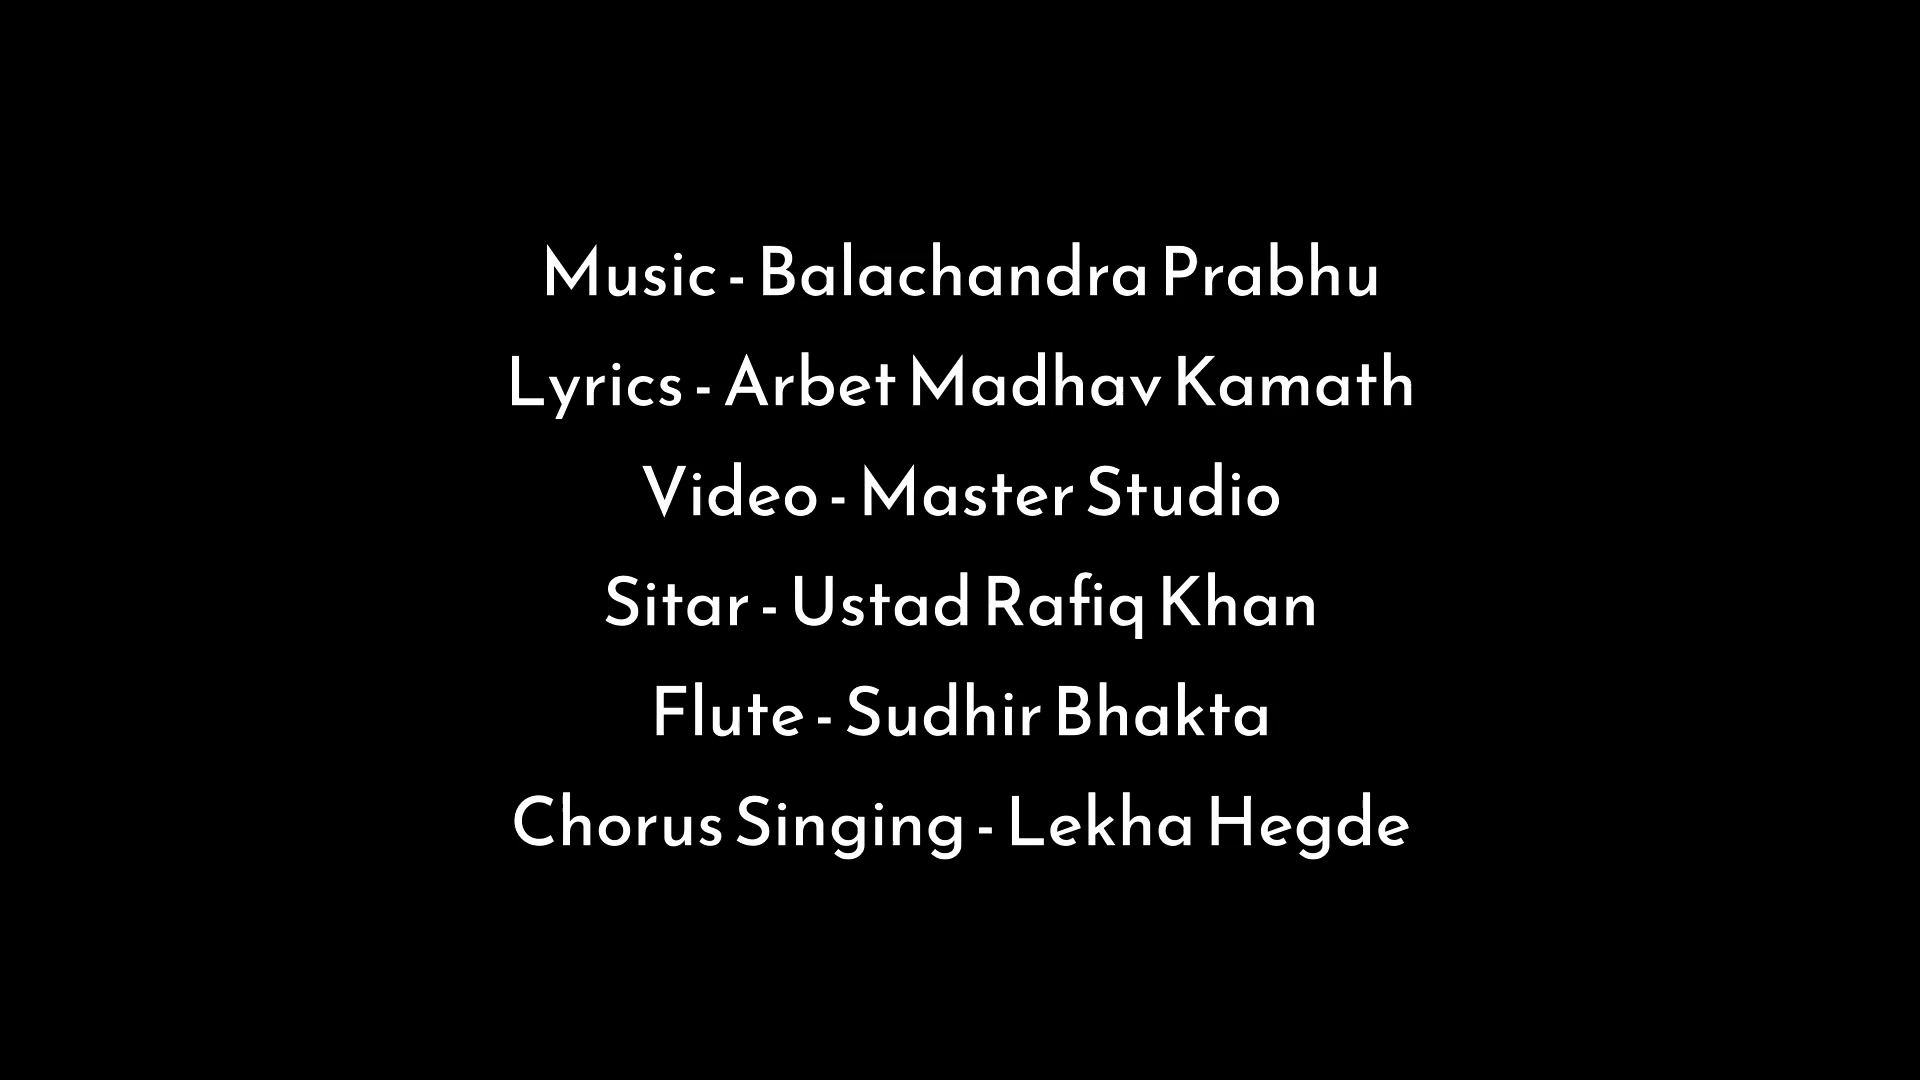 Music - Balachandra Prabhu
Lyrics - Arbet Madhav Kamath
Video - Master Studio
Sitar - Ustad Rafiq Khan
Flute - Sudhir Bhakta
Chorus Singing - Lekha Hegde